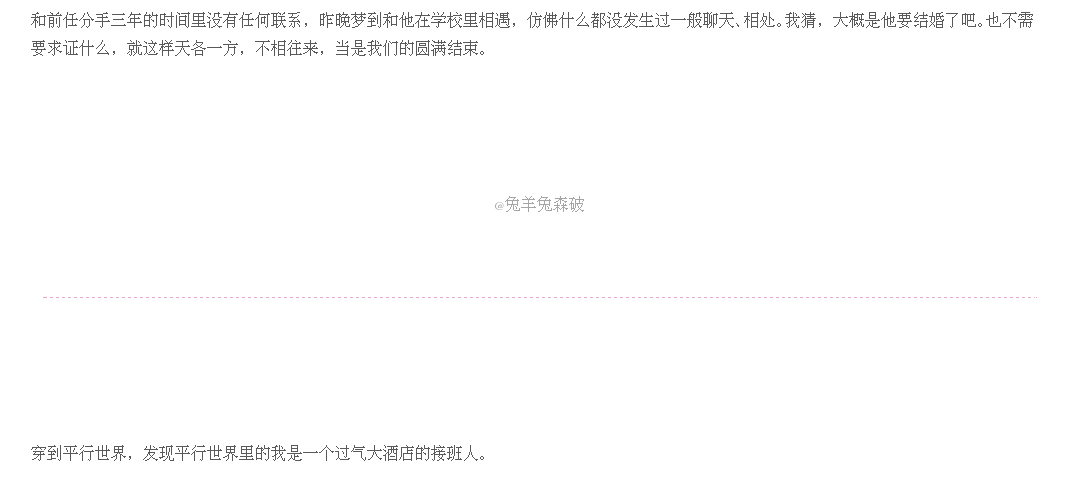 和前任分手三年的时间里没有任何联系，昨晚梦到和他在学校里相遇，仿佛什么都没发生过一般聊天、相处。我猜，大概是他要结婚了吧。也不需
要求证什么，就这样天各一方，不相往来，当是我们的圆满结束。
@兔羊兔森破
穿到平行世界，发现平行世界里的我是一个过气大酒店的接班人。